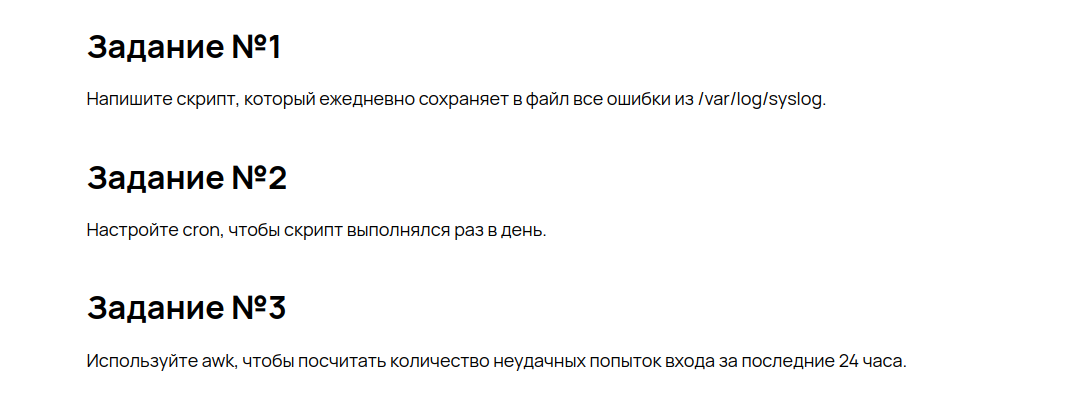 Задание №1
Напишите скрипт, который ежедневно сохраняет в файл все ошибки из /var/log/syslog.
Задание №2
Настройте cron, чтобы скрипт выполнялся раз в день.
Задание №3
Используйте awk, чтобы посчитать количество неудачных попыток входа за последние 24 часа.